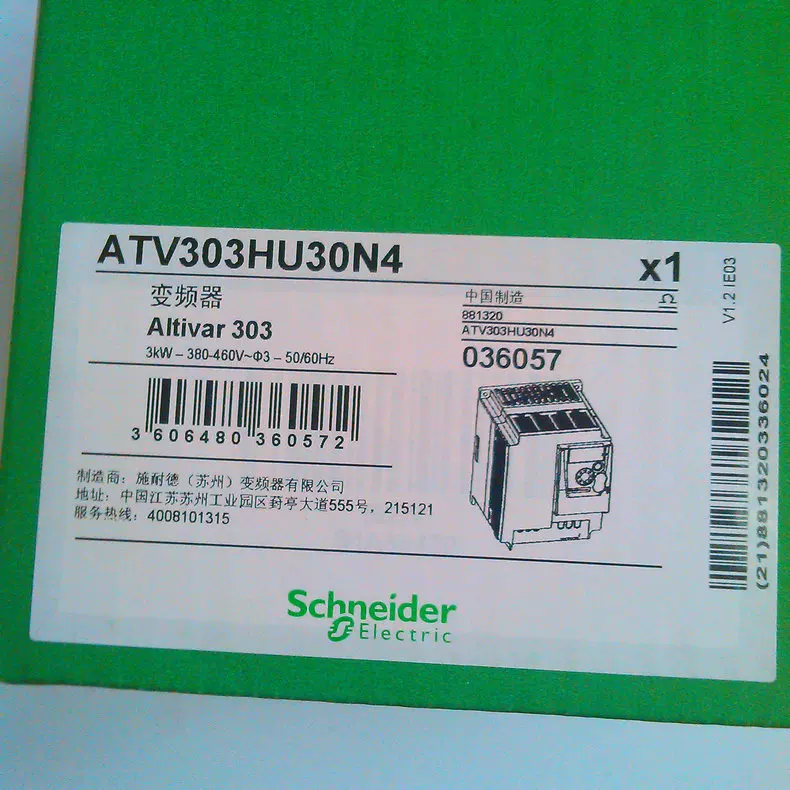 ATV303HU30N4
x1
变频器
Altivar 303
3kW – 380-460V~Φ3 – 50/60Hz
3 606480 360572
中国制造
881320
ATV303HU30N4
036057
V1.2 IE03
(21)881320336024
制造商：施耐德（苏州）变频器有限公司
地址：中国江苏苏州工业园区葑亭大道555号，215121
服务热线：4008101315
Schneider
Electric